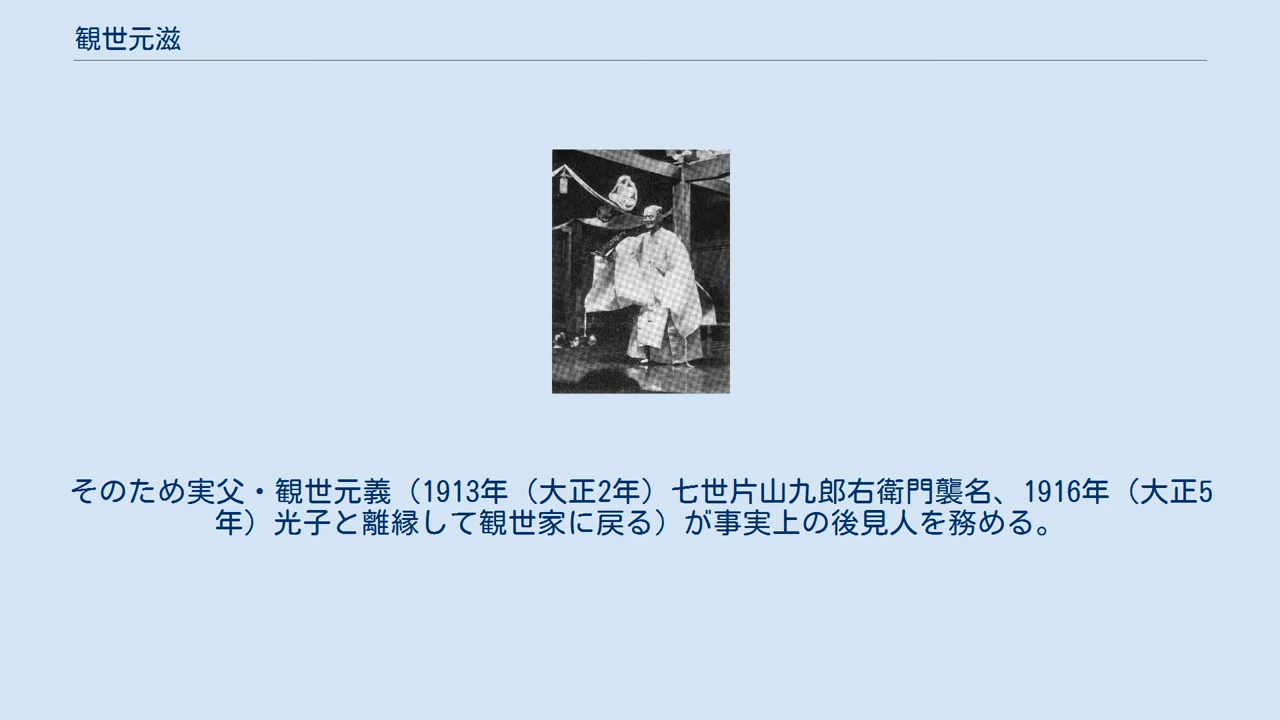 観世元滋
そのため実父・観世元義（1913年（大正2年）七世片山九郎右衛門襲名、1916年（大正5
年）光子と離縁して観世家に戻る）が事実上の後見人を務める。